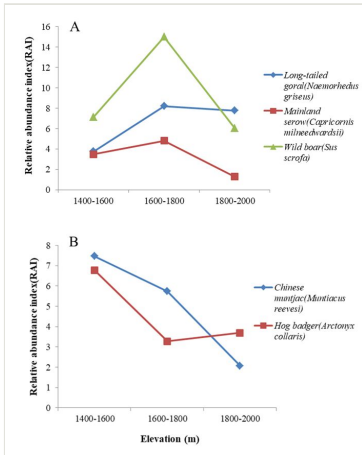 A
Relative abundance index(RAI)
16
14
12
10
8
6
4
2
0
1400-1600 1600-1800 1800-2000
Long-tailed
goral(Naemorhedus
griseus)
Mainland
serow(Capricornis
milneedvardsii)
Wild boar(Sus
scrofa)
B
Relative abundance index(RAI)
8
7
6
5
4
3
2
1
0
1400-1600 1600-1800 1800-2000
Elevation (m)
Chinese
muntjac(Muntiacus
reevesi)
Hog badger(Arctonyx
collaris)